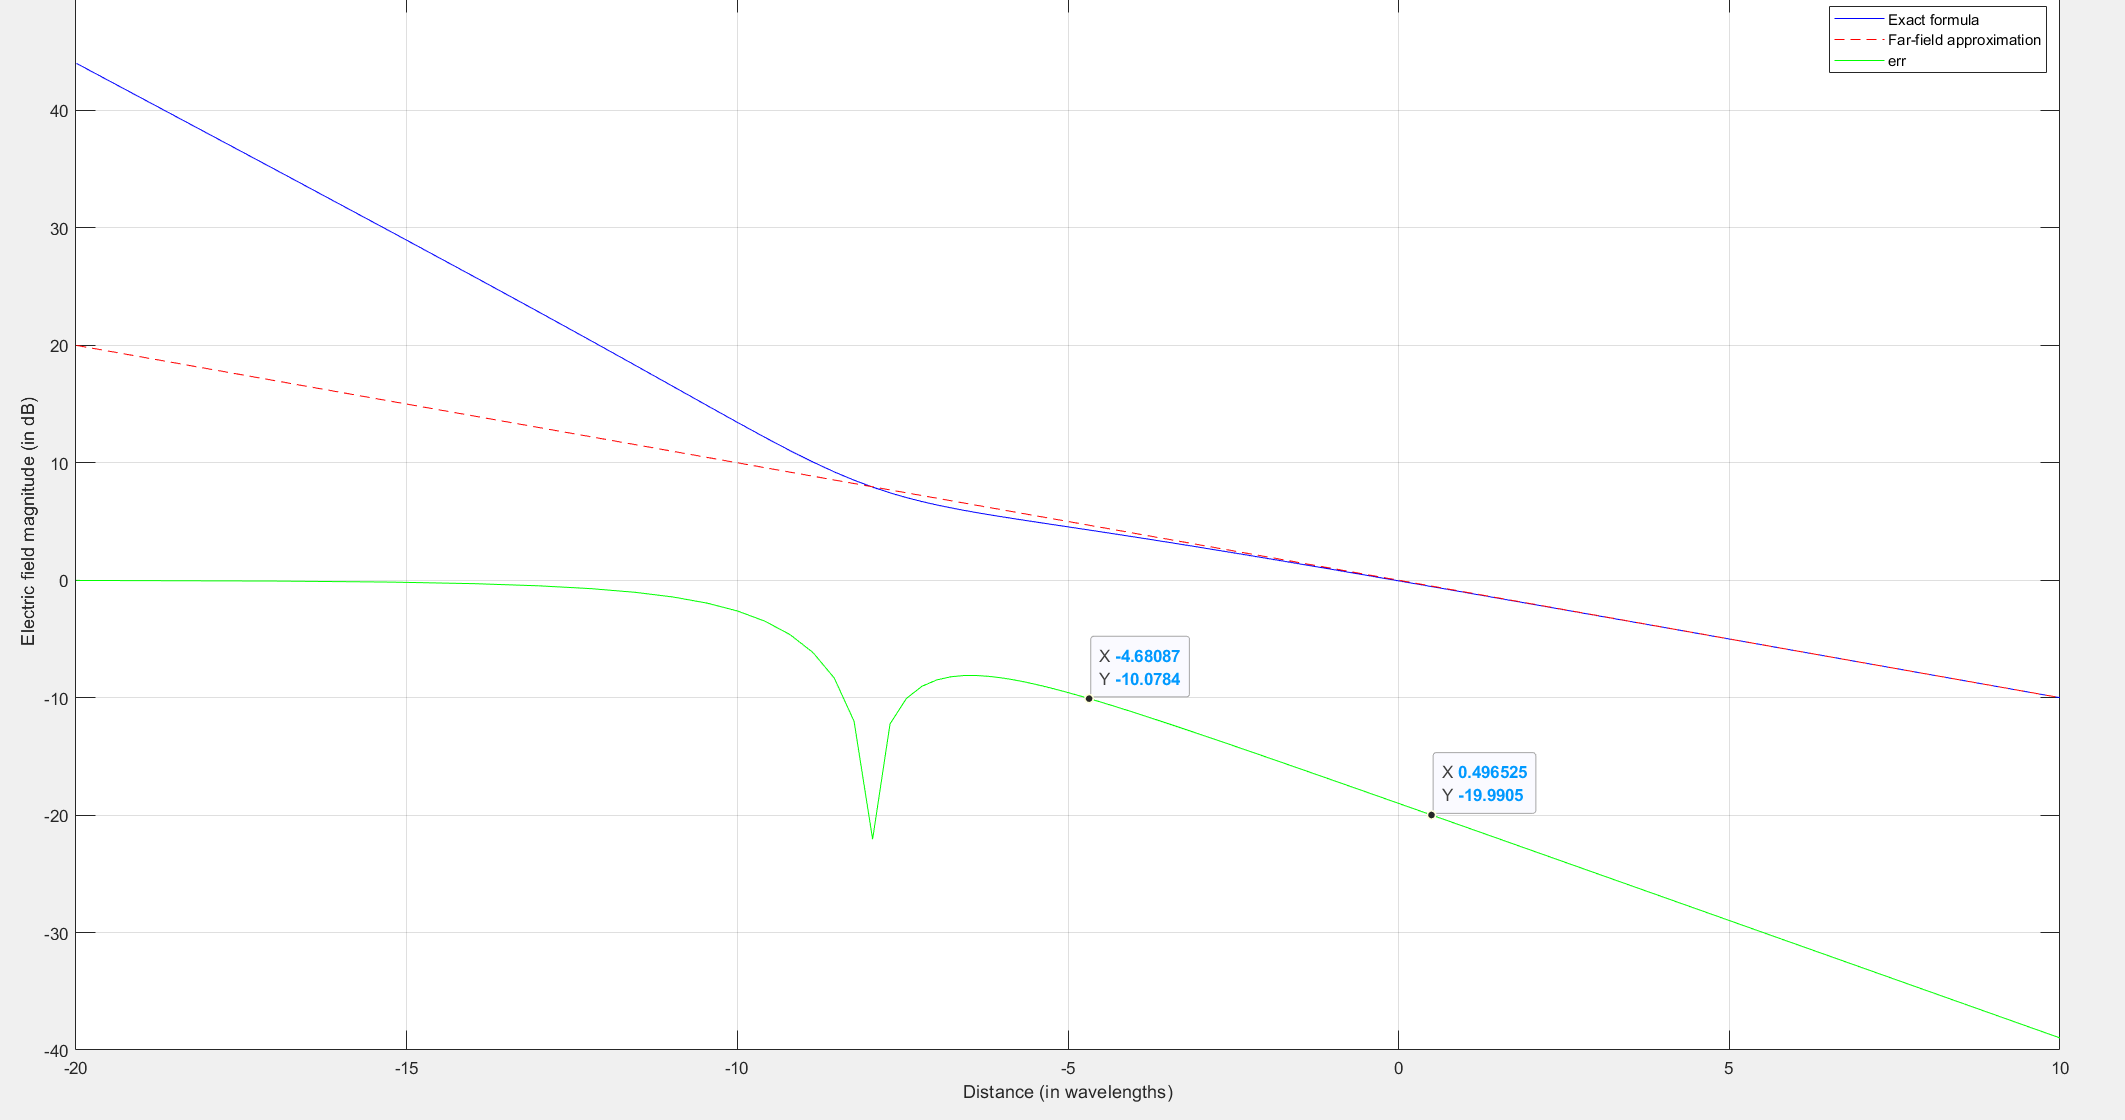 Exact formula
Far-field approximation
err
40
30
20
10
0
-10
-20
-30
-40
Electric field magnitude (in dB)
X -4.68087
Y -10.0784
X 0.496525
Y -19.9905
-20 -15 -10 -5 0 5 10
Distance (in wavelengths)